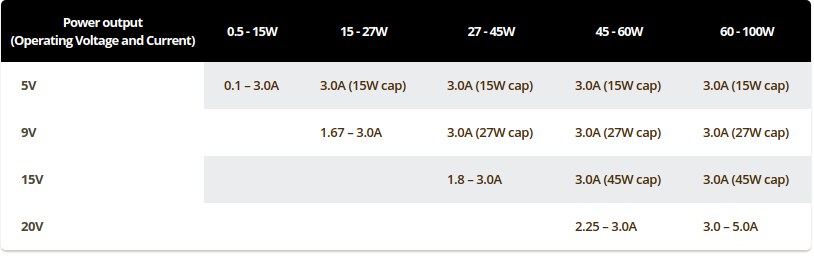 Power output
(Operating Voltage and Current) 0.5 - 15W 15 - 27W 27 - 45W 45 - 60W 60 - 100W
5V 0.1 – 3.0A 3.0A (15W cap) 3.0A (15W cap) 3.0A (15W cap) 3.0A (15W cap)
9V 1.67 – 3.0A 3.0A (27W cap) 3.0A (27W cap) 3.0A (27W cap)
15V 1.8 – 3.0A 3.0A (45W cap) 3.0A (45W cap)
20V 2.25 – 3.0A 3.0 – 5.0A